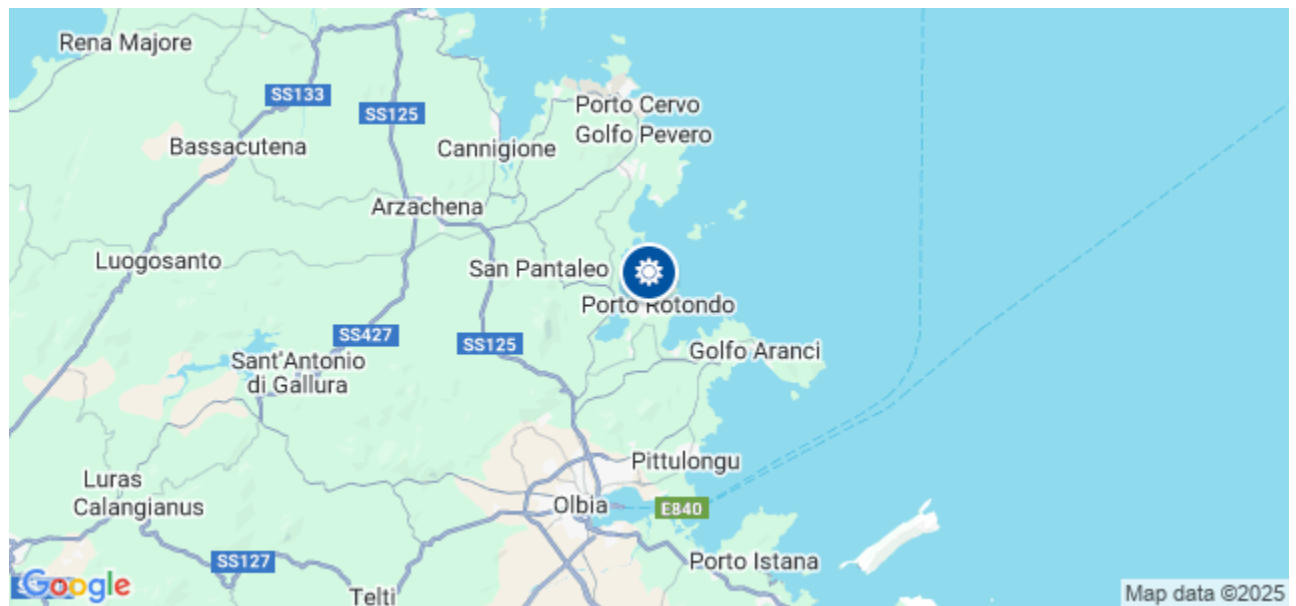 Rena Majore
SS133
SS125
Porto Cervo
Golfo Pevero
Bassacutena
Cannigione
Arzachena
Luogosanto
San Pantaleo
Porto Rotondo
SS427
SS125
Golfo Aranci
Sant'Antonio
di Gallura
Pittulongu
Luras
Calangianus
Olbia
E840
SS127
Porto Istana
Telti
Google
Map data ©2025